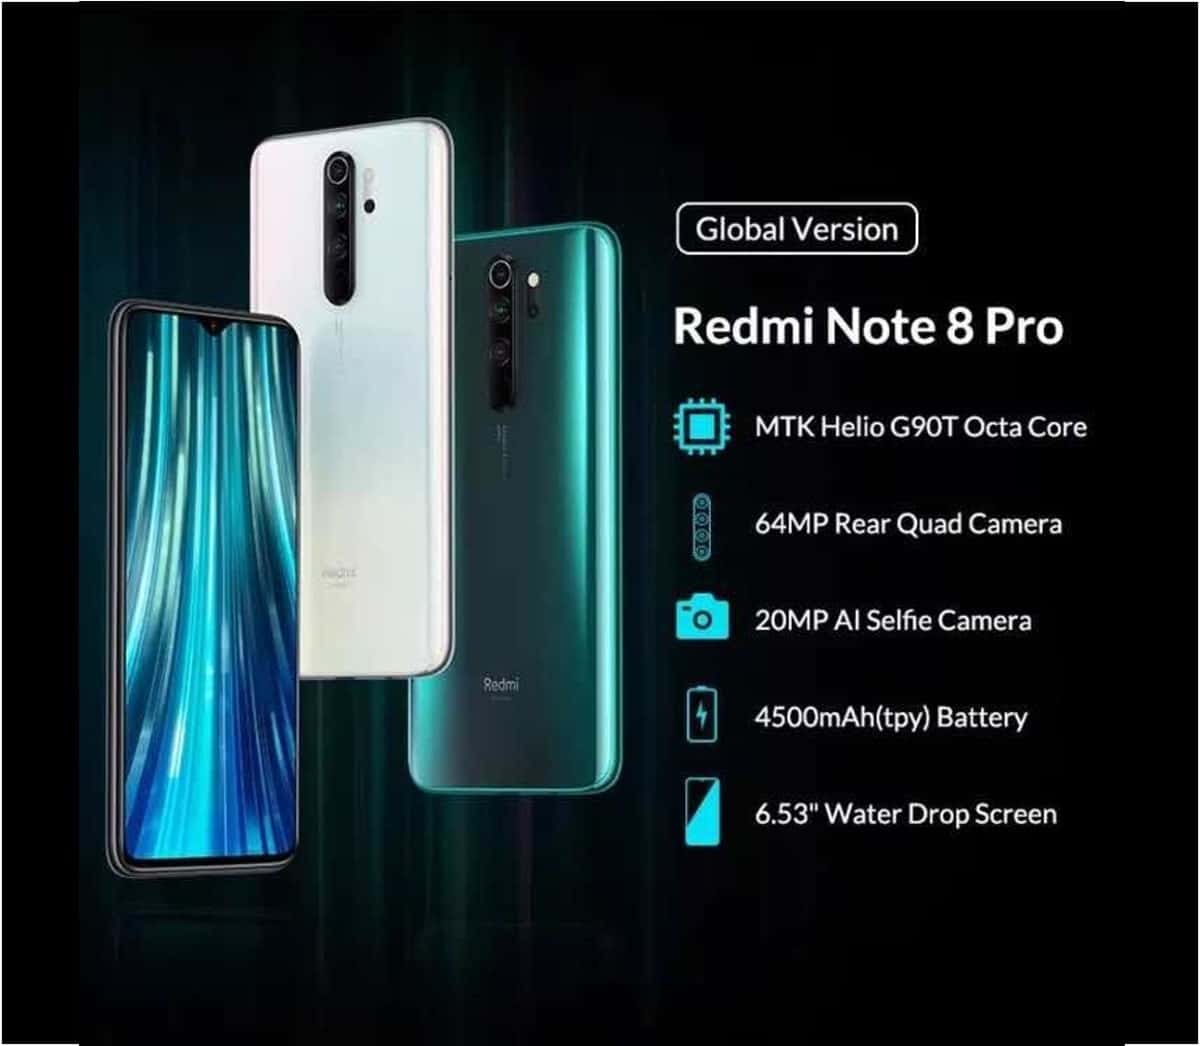 Global Version
Redmi Note 8 Pro
MTK Helio G90T Octa Core
64MP Rear Quad Camera
20MP AI Selfie Camera
4500mAh(tpy) Battery
6.53" Water Drop Screen
Redmi
Redmi